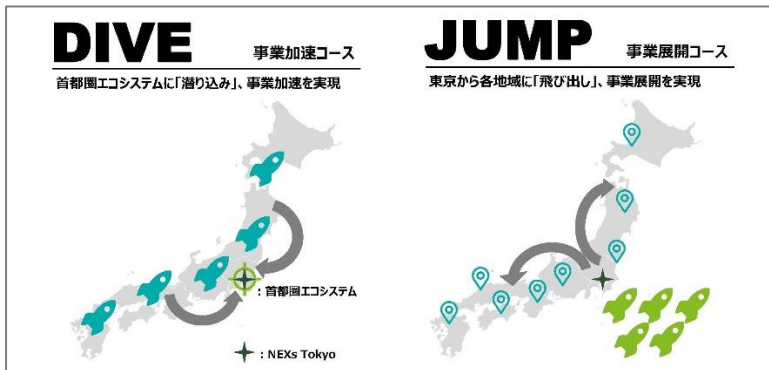 DIVE 事業加速コース
首都圏エコシステムに「潜り込み」、事業加速を実現
：首都圏エコシステム
：NEXs Tokyo
JUMP 事業展開コース
東京から各地域に「飛び出し」、事業展開を実現